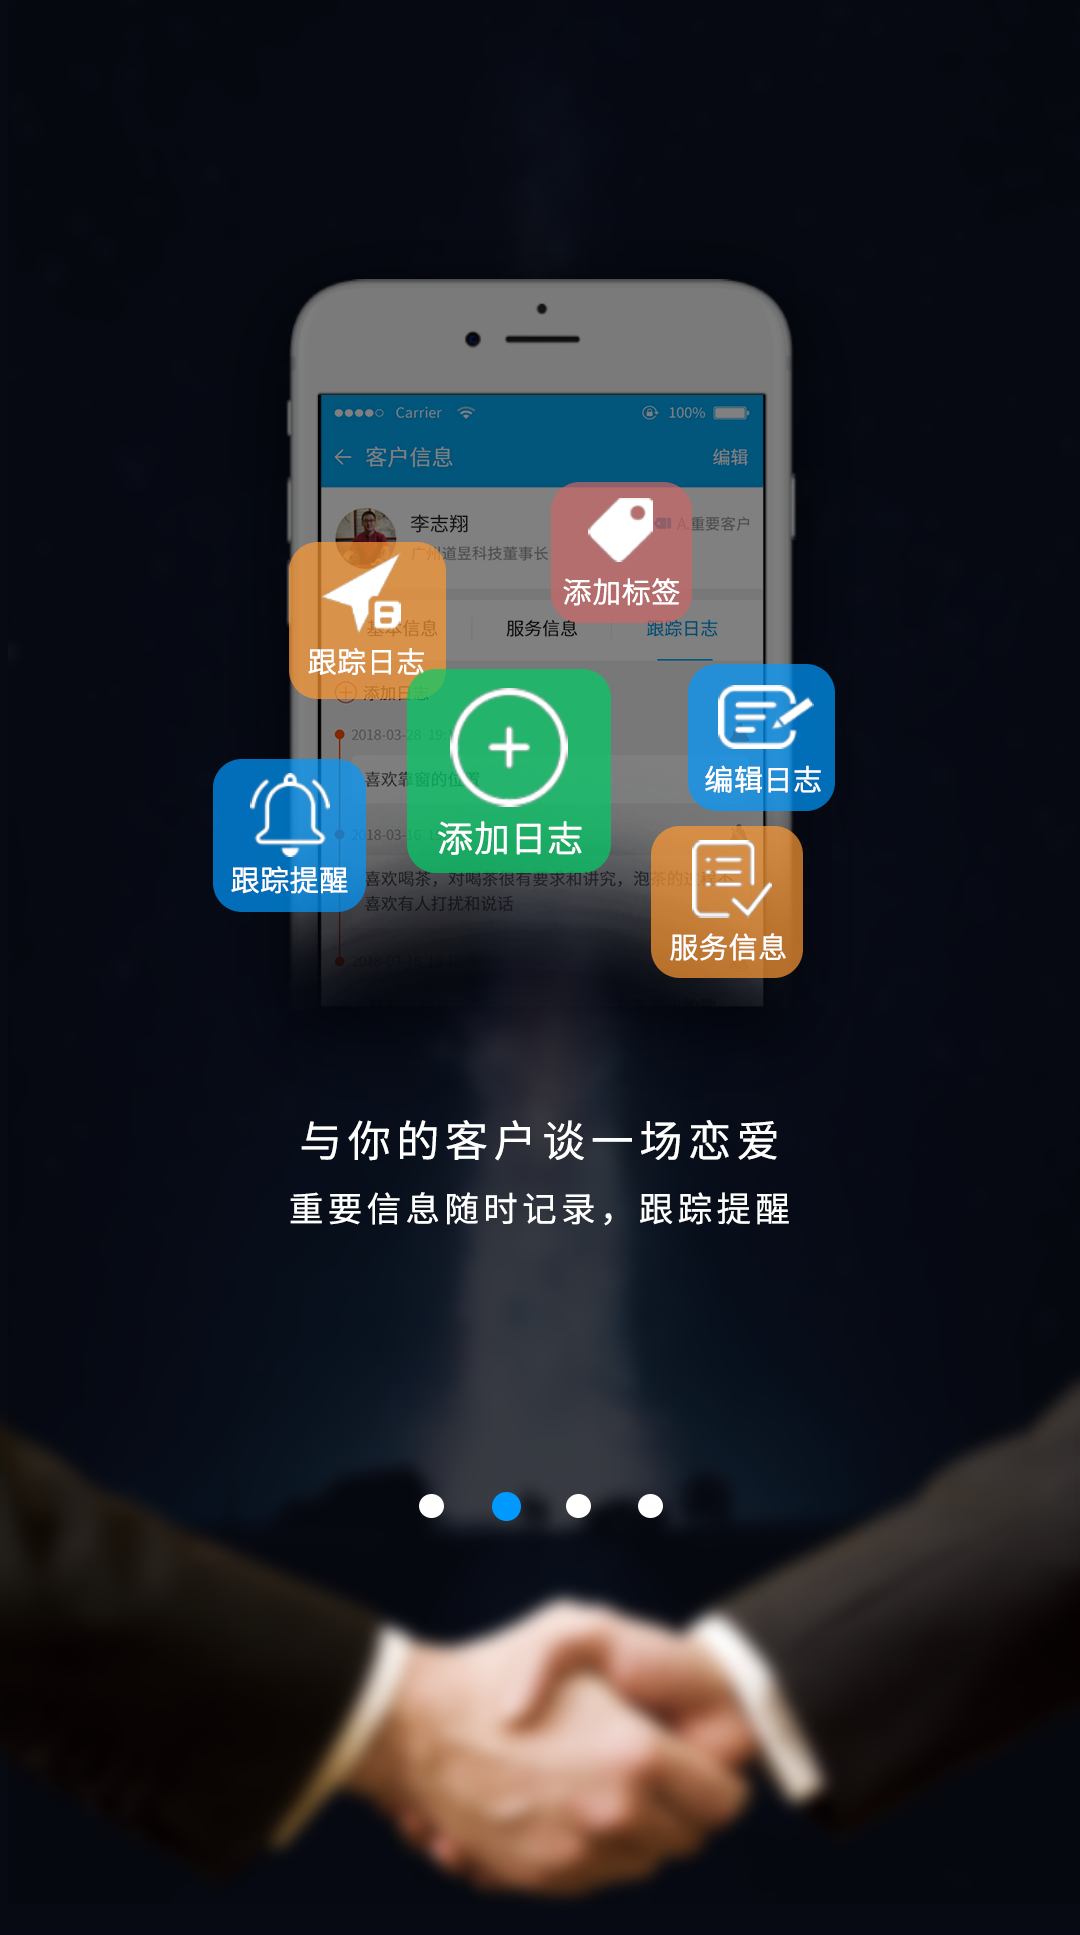 Carrier
100%
客户信息
编辑
李志翔
A.重要客户
广州道昱科技董事长
添加标签
基本信息
服务信息
跟踪日志
跟踪日志
添加日志
2018-03-28 19:
喜欢靠窗的位置
编辑日志
添加日志
2018-03-16 1
跟踪提醒
喜欢喝茶，对喝茶很有要求和讲究，泡茶的过程不
喜欢有人打扰和说话
服务信息
与你的客户谈一场恋爱
重要信息随时记录，跟踪提醒